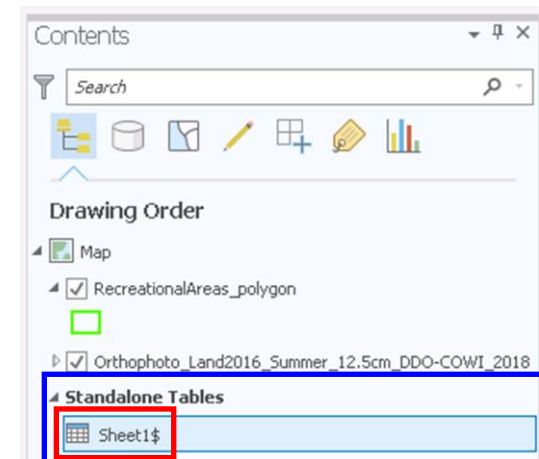 Contents
Search
Drawing Order
Map
RecreationalAreas_polygon
Orthophoto_Land2016_Summer_12.5cm_DDO-COWI_2018
Standalone Tables
Sheet1$